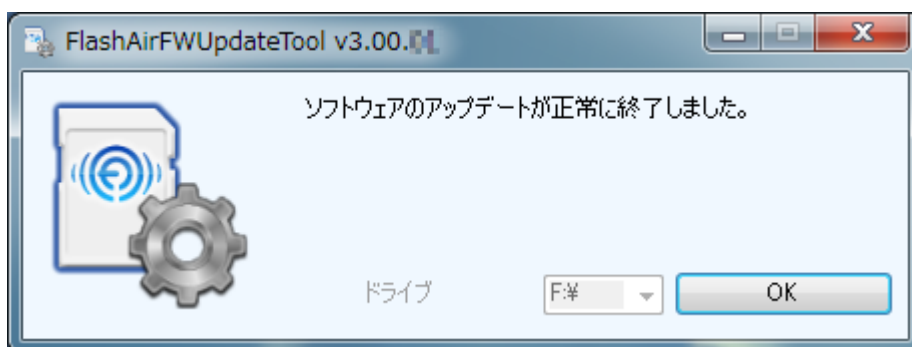 FlashAirFWUpdateTool v3.00.
ソフトウェアのアップデートが正常に終了しました。
ドライブ
F:¥
OK